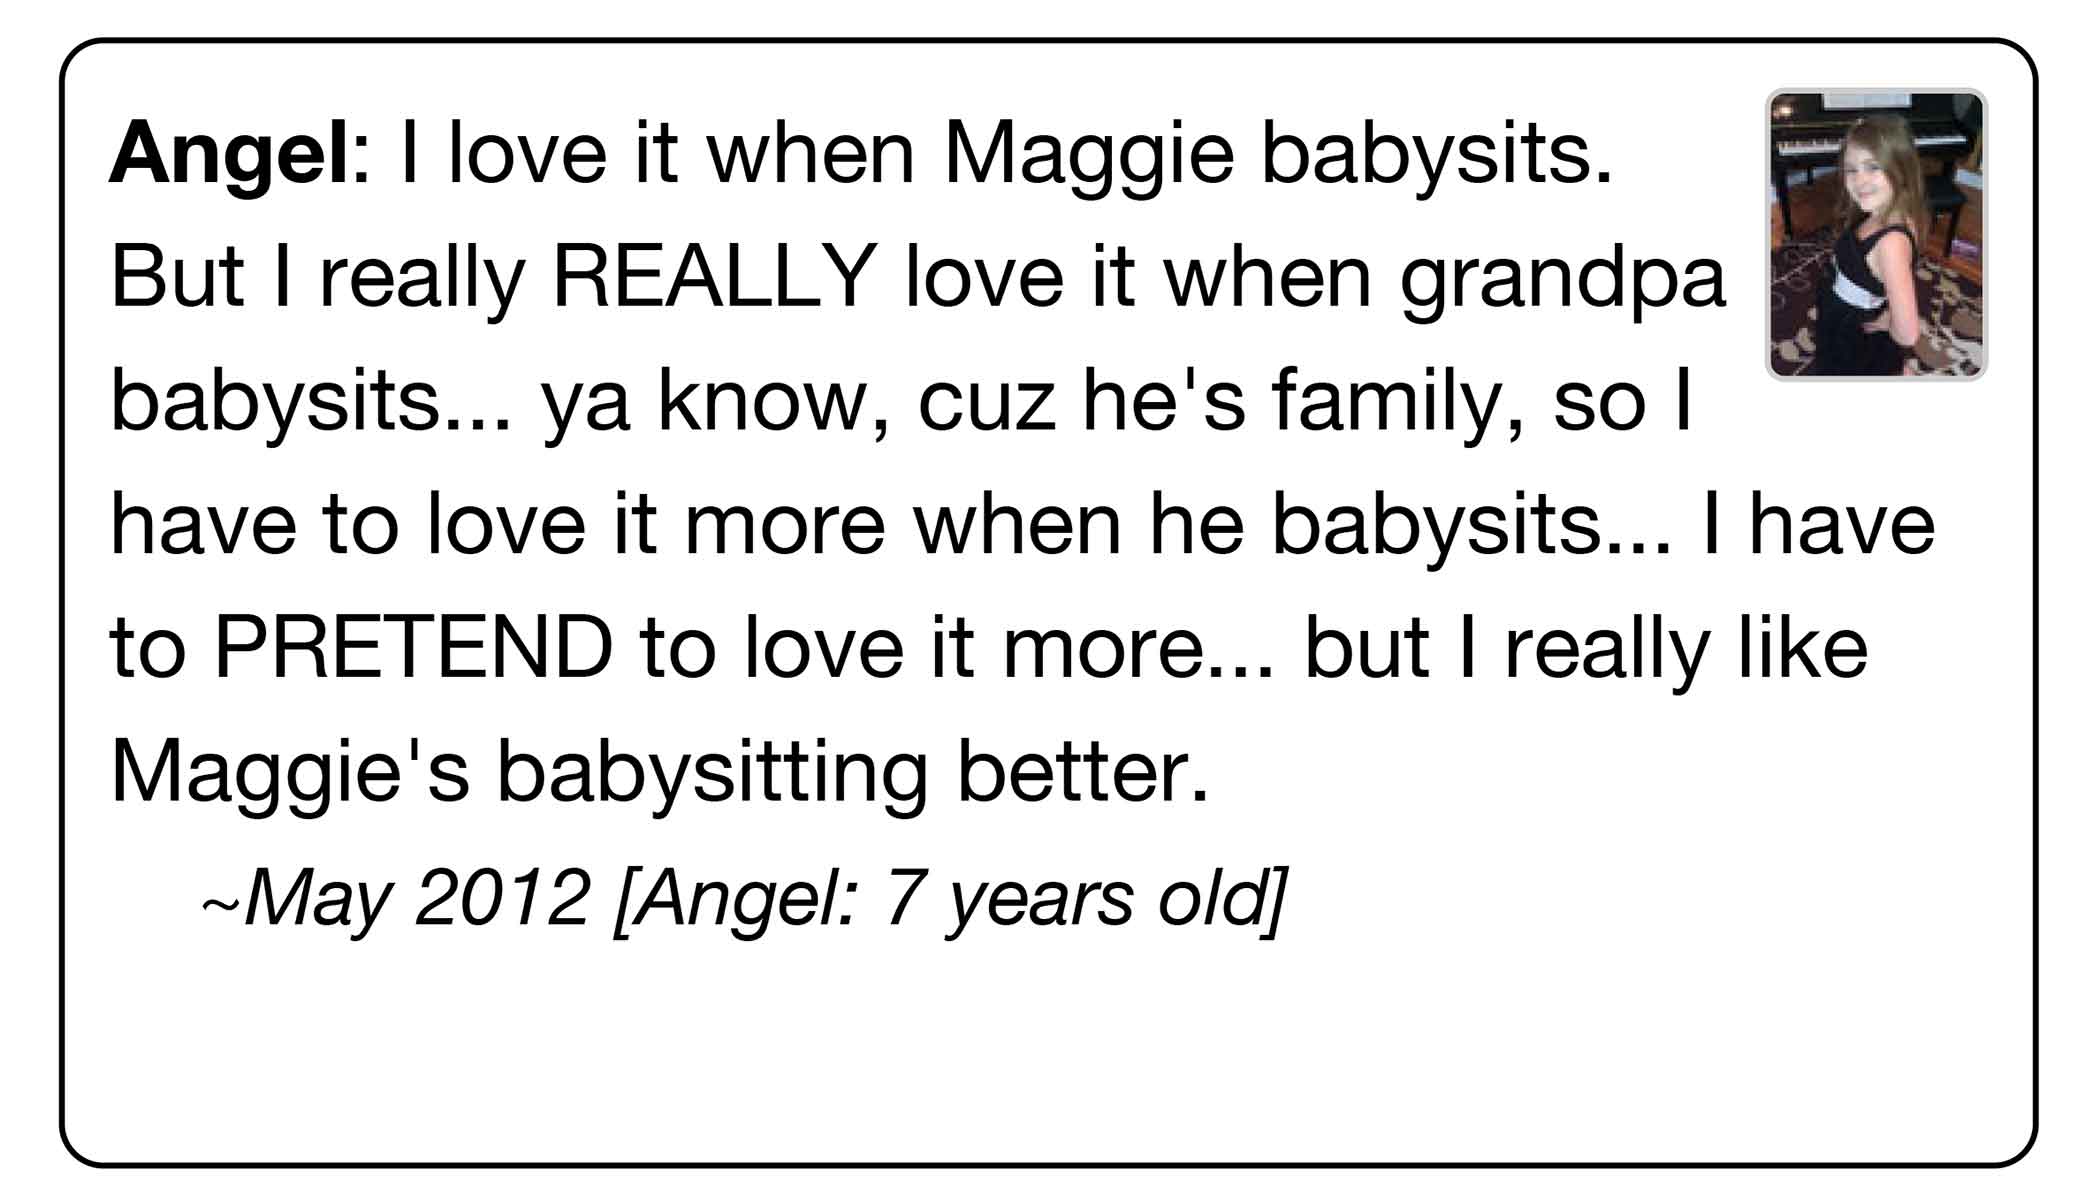 Angel: I love it when Maggie babysits.
But I really REALLY love it when grandpa
babysits... ya know, cuz he's family, so I
have to love it more when he babysits... I have
to PRETEND to love it more... but I really like
Maggie's babysitting better.
~May 2012 [Angel: 7 years old]